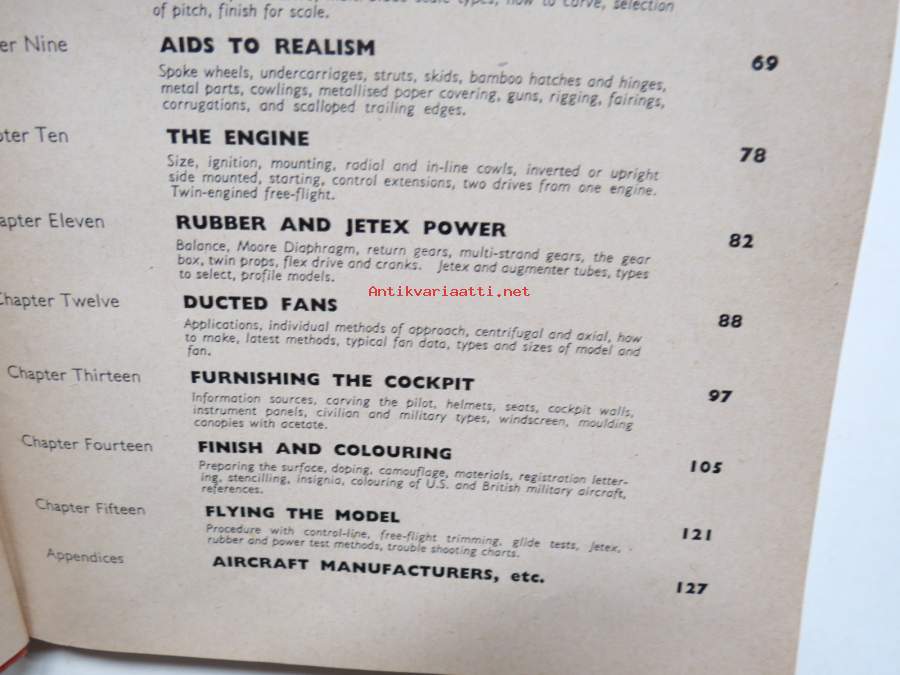 how to carve, selection
of pitch, finish for scale.
er Nine AIDS TO REALISM 69
Spoke wheels, undercarriages, struts, skids, bamboo hatches and hinges,
metal parts, cowlings, metallised paper covering, guns, rigging, fairings,
corrugations, and scalloped trailing edges.
pter Ten THE ENGINE 78
Size, ignition, mounting, radial and in-line cowls, inverted or upright
side mounted, starting, control extensions, two drives from one engine.
Twin-engined free-flight.
apter Eleven RUBBER AND JETEX POWER 82
Balance, Moore Diaphragm, return gears, multi-strand gears, the gear
box, twin props, flex drive and cranks. Jetex and augmenter tubes, types
to select, profile models.
Antikvariaatti.net
Chapter Twelve DUCTED FANS 88
Applications, individual methods of approach, centrifugal and axial, how
to make, latest methods, typical fan data, types and sizes of model and
fan.
Chapter Thirteen FURNISHING THE COCKPIT 97
Information sources, carving the pilot, helmets, seats, cockpit walls,
instrument panels, civilian and military types, windscreen, moulding
canopies with acetate.
Chapter Fourteen FINISH AND COLOURING 105
Preparing the surface, doping, camouflage, materials, registration letter-
ing, stencilling, insignia, colouring of U.S. and British military aircraft,
references.
Chapter Fifteen FLYING THE MODEL 121
Procedure with control-line, free-flight trimming, glide tests, Jetex,
rubber and power test methods, trouble shooting charts.
Appendices AIRCRAFT MANUFACTURERS, etc. 127